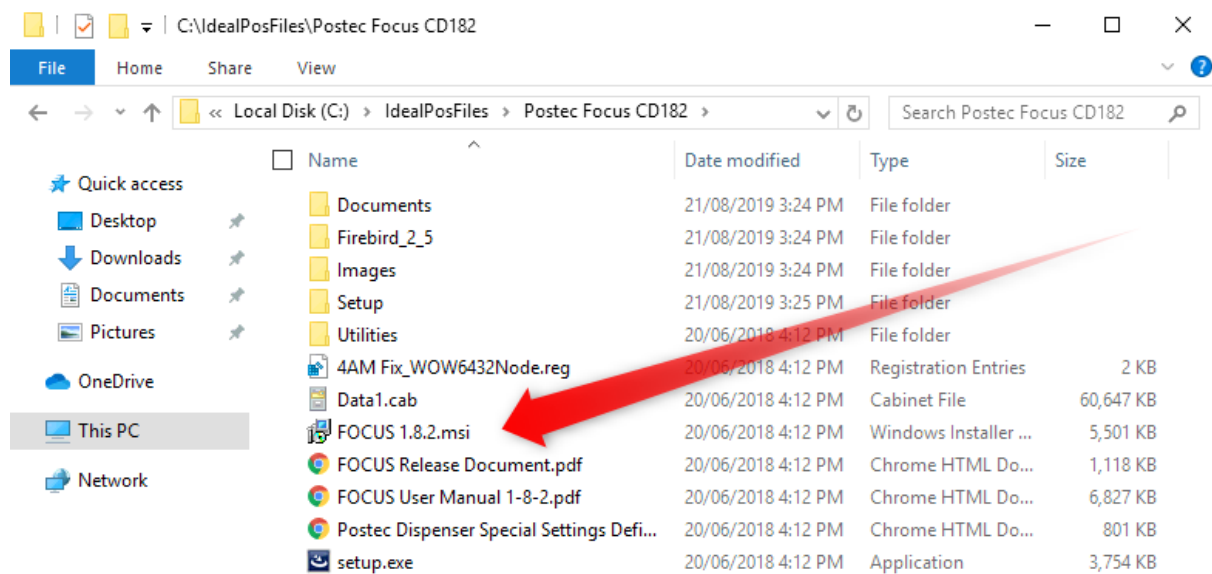 C:\IdealPosFiles\Postec Focus CD182
File Home Share View
« Local Disk (C:) > IdealPosFiles > Postec Focus CD182 > Search Postec Focus CD182
Name Date modified Type Size
Quick access
Desktop
Downloads
Documents
Pictures
OneDrive
This PC
Network
Documents 21/08/2019 3:24 PM File folder
Firebird_2_5 21/08/2019 3:24 PM File folder
Images 21/08/2019 3:24 PM File folder
Setup 21/08/2019 3:25 PM File folder
Utilities 20/06/2018 4:12 PM File folder
4AM Fix_WOW6432Node.reg 20/06/2018 4:12 PM Registration Entries 2 KB
Data1.cab 20/06/2018 4:12 PM Cabinet File 60,647 KB
FOCUS 1.8.2.msi 20/06/2018 4:12 PM Windows Installer ... 5,501 KB
FOCUS Release Document.pdf 20/06/2018 4:12 PM Chrome HTML Do... 1,118 KB
FOCUS User Manual 1-8-2.pdf 20/06/2018 4:12 PM Chrome HTML Do... 6,827 KB
Postec Dispenser Special Settings Defi... 20/06/2018 4:12 PM Chrome HTML Do... 801 KB
setup.exe 20/06/2018 4:12 PM Application 3,754 KB